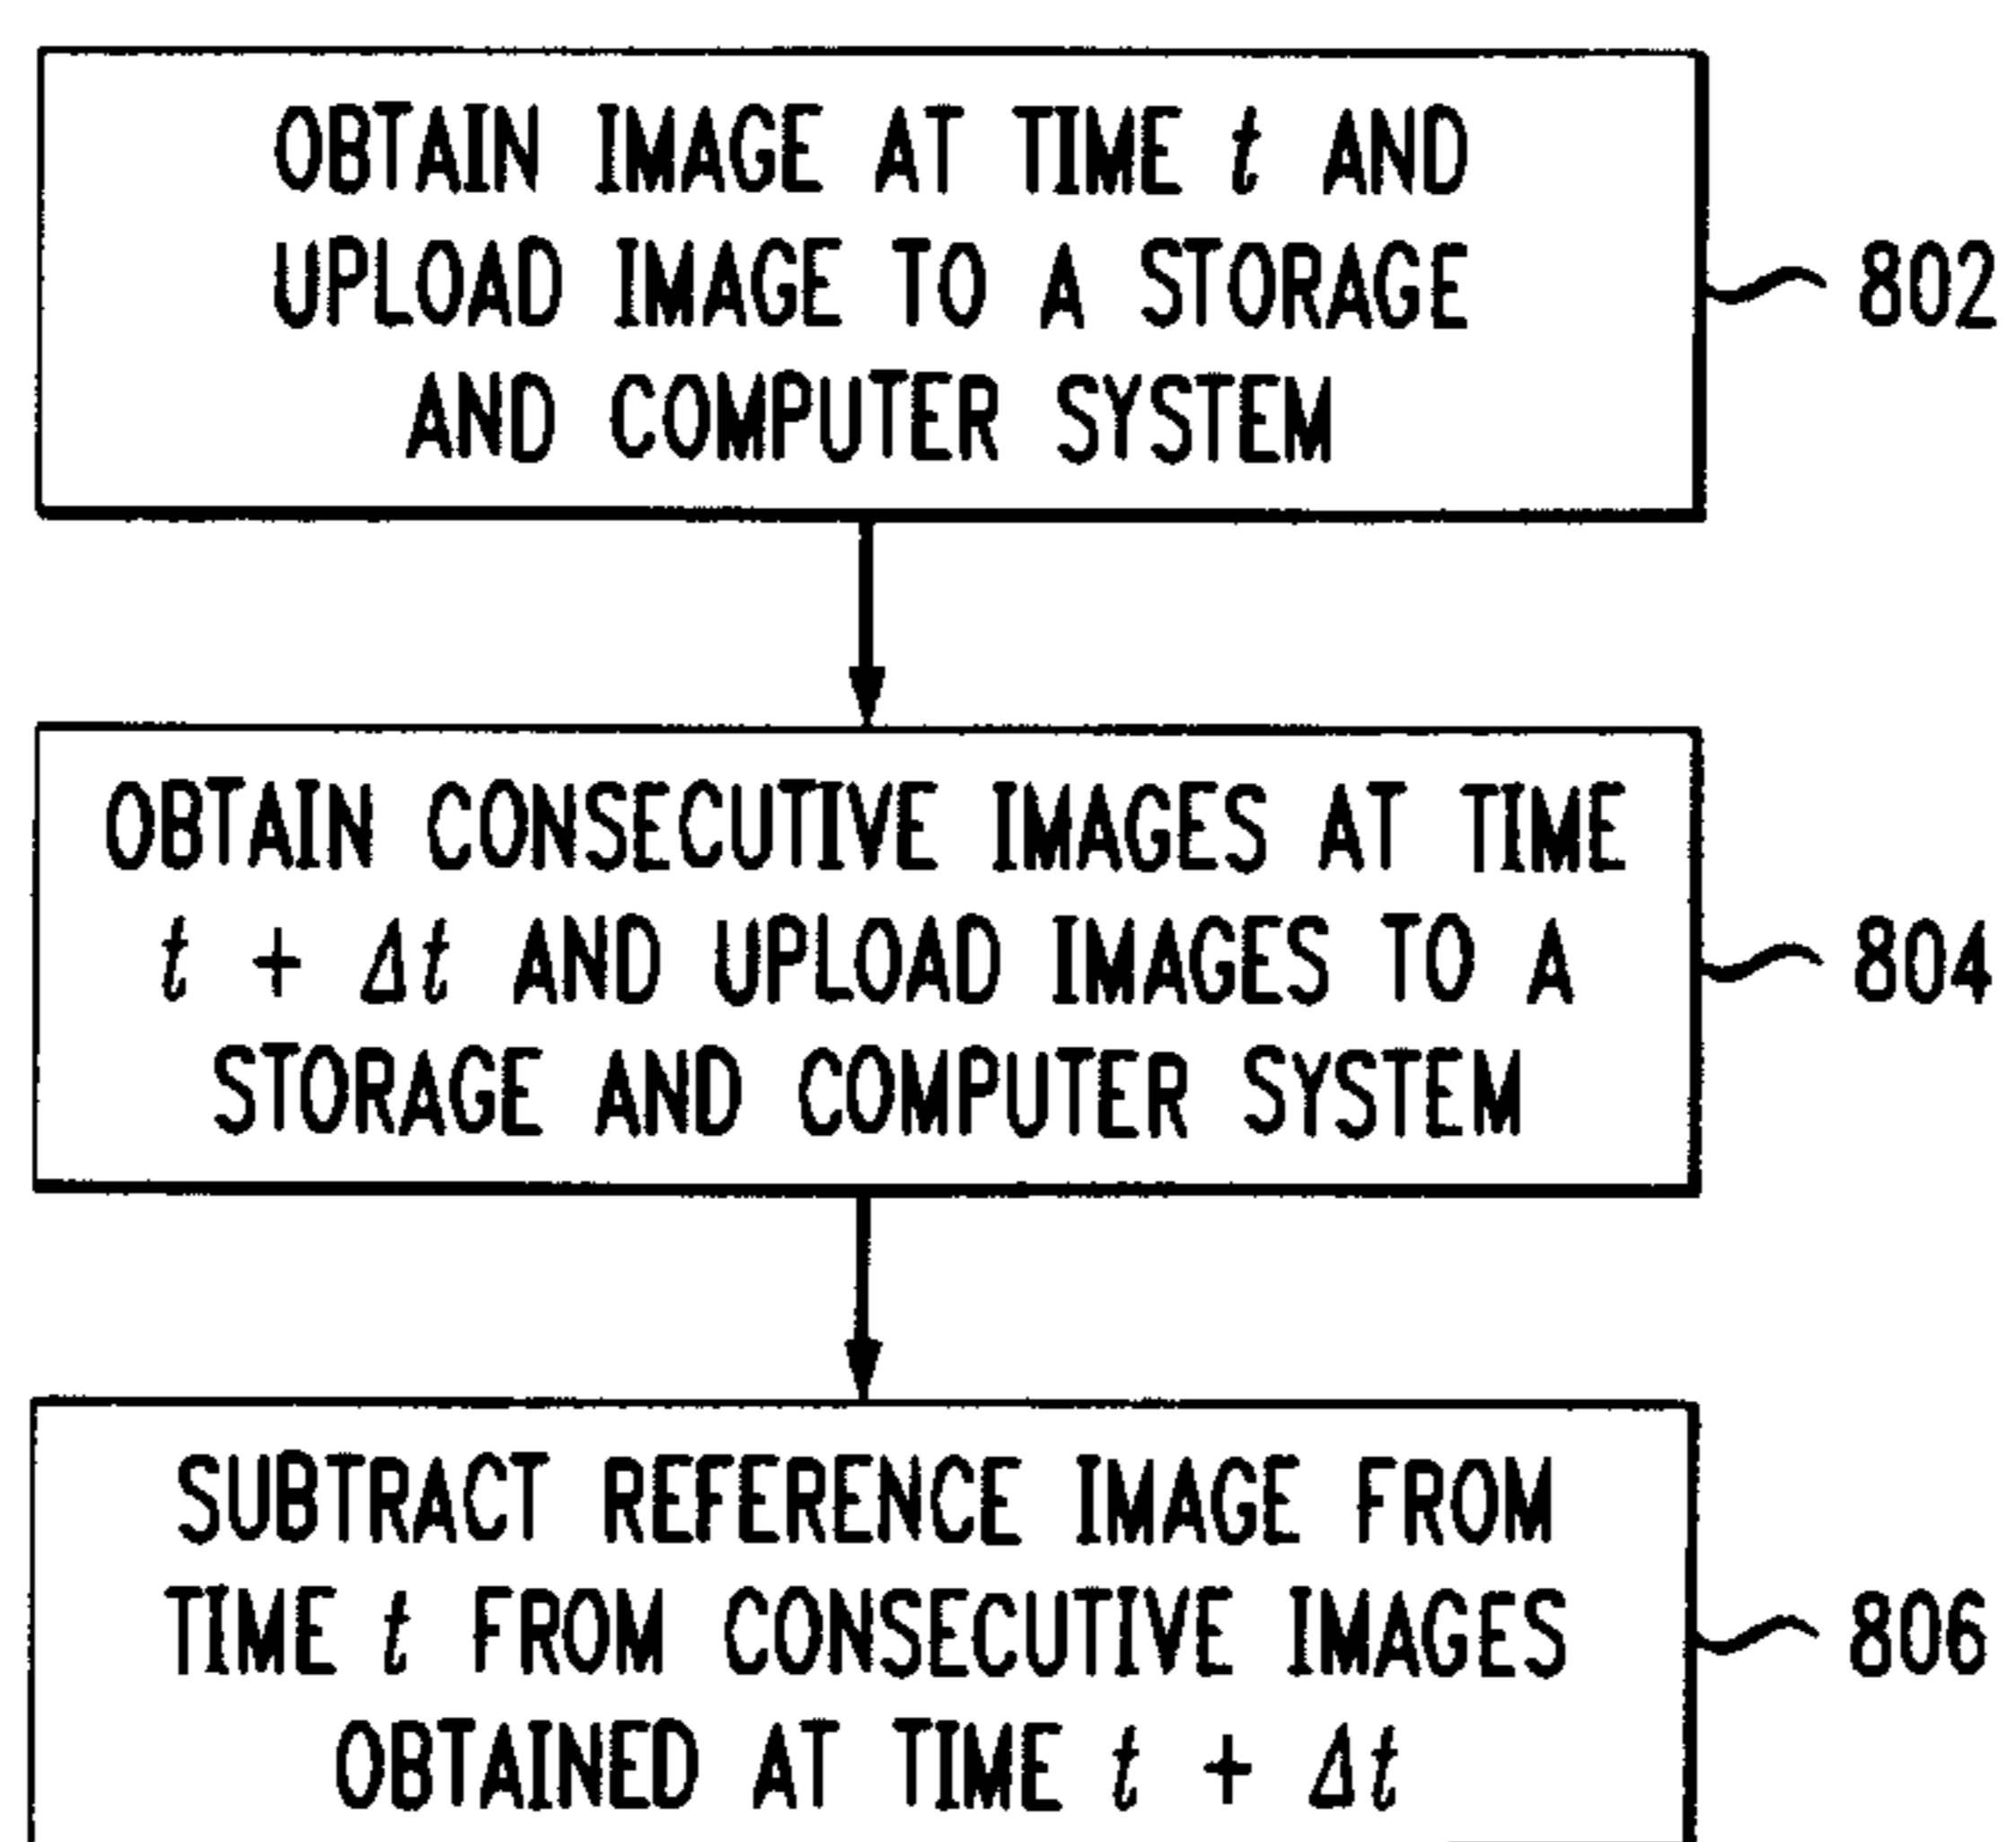 OBTAIN IMAGE AT TIME t AND
UPLOAD IMAGE TO A STORAGE
AND COMPUTER SYSTEM
802
OBTAIN CONSECUTIVE IMAGES AT TIME
t + Δt AND UPLOAD IMAGES TO A
STORAGE AND COMPUTER SYSTEM
804
SUBTRACT REFERENCE IMAGE FROM
TIME t FROM CONSECUTIVE IMAGES
OBTAINED AT TIME t + Δt
806